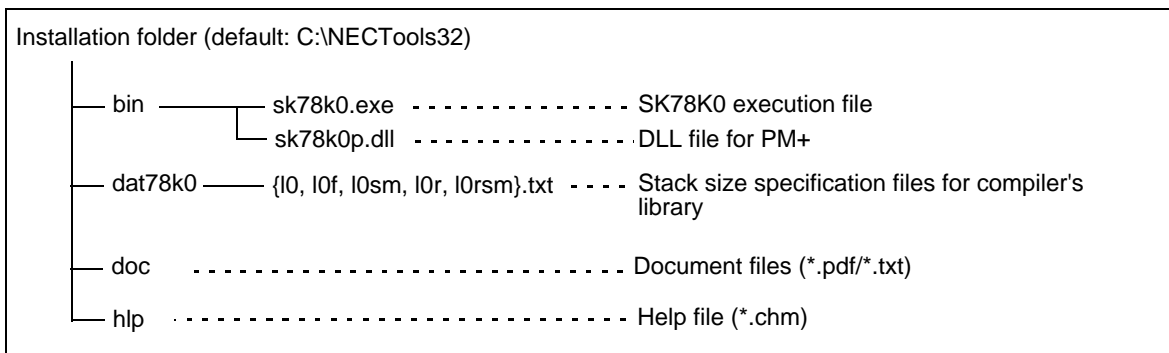 Installation folder (default: C:\NECTools32)
bin sk78k0.exe SK78K0 execution file
sk78k0p.dll DLL file for PM+
dat78k0 {l0, l0f, l0sm, l0r, l0rsm}.txt Stack size specification files for compiler's
library
doc Document files (*.pdf/*.txt)
hlp Help file (*.chm)